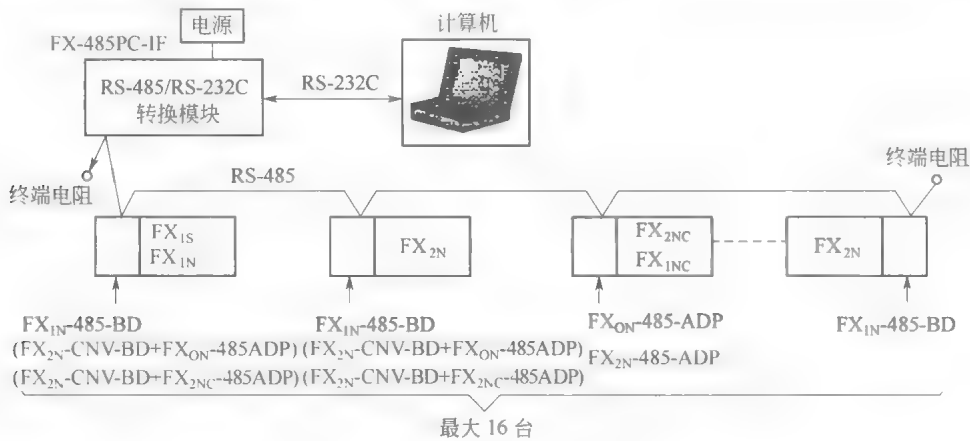 电源
计算机
FX-485PC-IF
RS-485/RS-232C
转换模块
RS-232C
终端电阻
RS-485
终端电阻
FX1S
FX1N
FX2N
FX2NC
FX1NC
FX2N
FX1N-485-BD
(FX2N-CNV-BD+FXON-485ADP)
(FX2N-CNV-BD+FX2NC-485ADP)
FX1N-485-BD
(FX2N-CNV-BD+FXON-485ADP)
(FX2N-CNV-BD+FX2NC-485ADP)
FXON-485-ADP
FX2N-485-ADP
FX1N-485-BD
最大 16 台